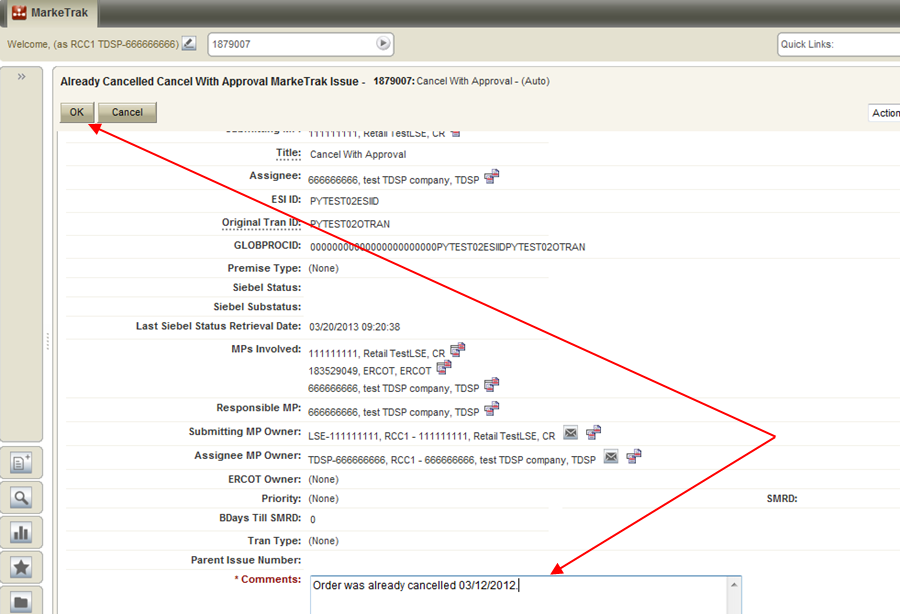 MarkeTrak
Welcome, (as RCC1 TDSP-666666666) 1879007 Quick Links:
»
Already Cancelled Cancel With Approval MarkeTrak Issue - 1879007: Cancel With Approval - (Auto)
OK Cancel Action
Submitting MP: 111111111, Retail TestLSE, CR
Title: Cancel With Approval
Assignee: 666666666, test TDSP company, TDSP
ESI ID: PYTEST02ESIID
Original Tran ID: PYTEST02OTRAN
GLOBPROCID: 00000000000000000000000PYTEST02ESIIDPYTEST02OTRAN
Premise Type: (None)
Siebel Status:
Siebel Substatus:
Last Siebel Status Retrieval Date: 03/20/2013 09:20:38
MPs Involved: 111111111, Retail TestLSE, CR
183529049, ERCOT, ERCOT
666666666, test TDSP company, TDSP
Responsible MP: 666666666, test TDSP company, TDSP
Submitting MP Owner: LSE-111111111, RCC1 - 111111111, Retail TestLSE, CR
Assignee MP Owner: TDSP-666666666, RCC1 - 666666666, test TDSP company, TDSP
ERCOT Owner: (None)
Priority: (None) SMRD:
BDays Till SMRD: 0
Tran Type: (None)
Parent Issue Number:
* Comments: Order was already cancelled 03/12/2012.